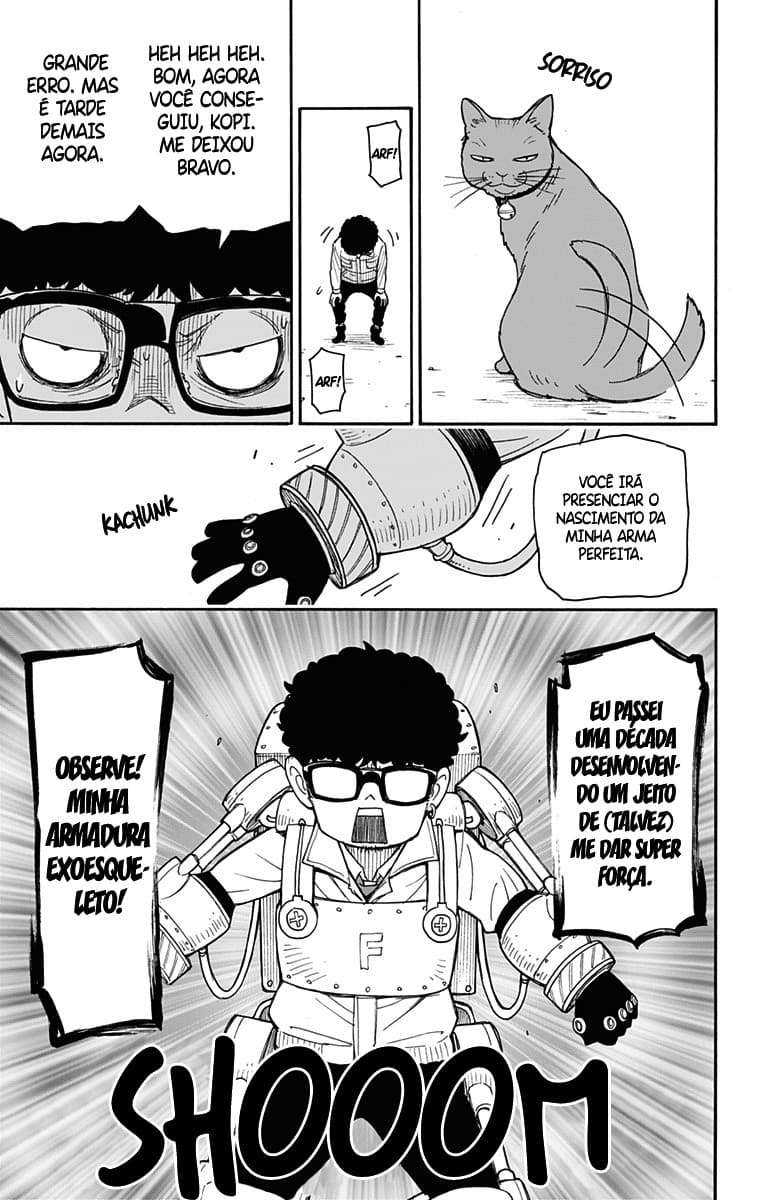 SORRISO
ARF!
ARF!
HEH HEH HEH.
BOM, AGORA
VOCÊ CONSE-
GUIU, KOPI.
ME DEIXOU
BRAVO.
GRANDE
ERRO. MAS
É TARDE
DEMAIS
AGORA.
VOCÊ IRÁ
PRESENCIAR O
NASCIMENTO DA
MINHA ARMA
PERFEITA.
KACHUNK
EU PASSEI
UMA DÉCADA
DESENVOLVEN-
DO UM JEITO
DE (TALVEZ)
ME DAR SUPER
FORÇA.
OBSERVE!
MINHA
ARMADURA
EXOESQUE-
LETO!
F
SHOOOM